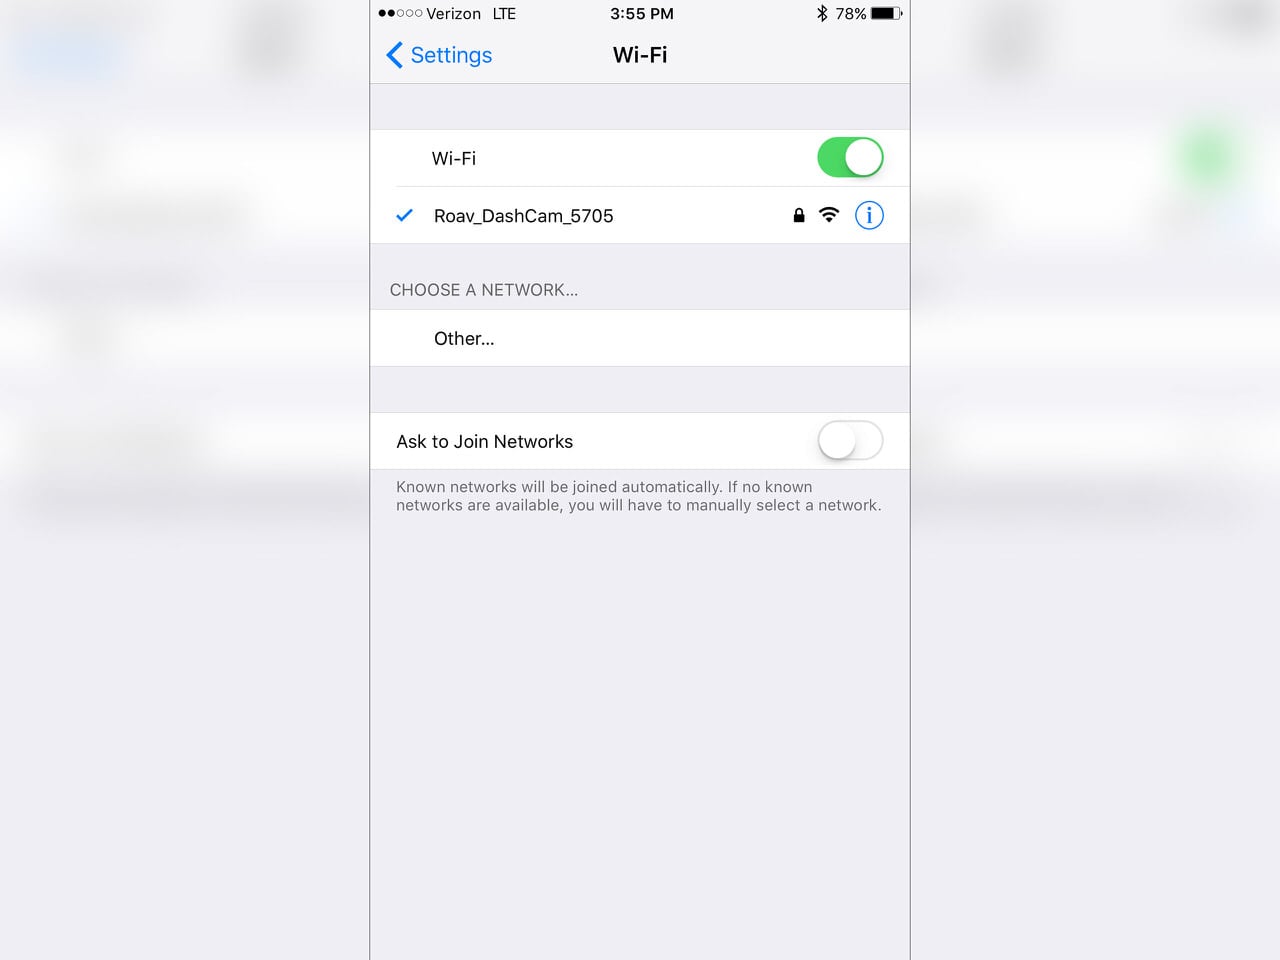 Verizon LTE 3:55 PM 78%
Settings Wi-Fi
Wi-Fi
Roav_DashCam_5705
CHOOSE A NETWORK...
Other...
Ask to Join Networks
Known networks will be joined automatically. If no known
networks are available, you will have to manually select a network.